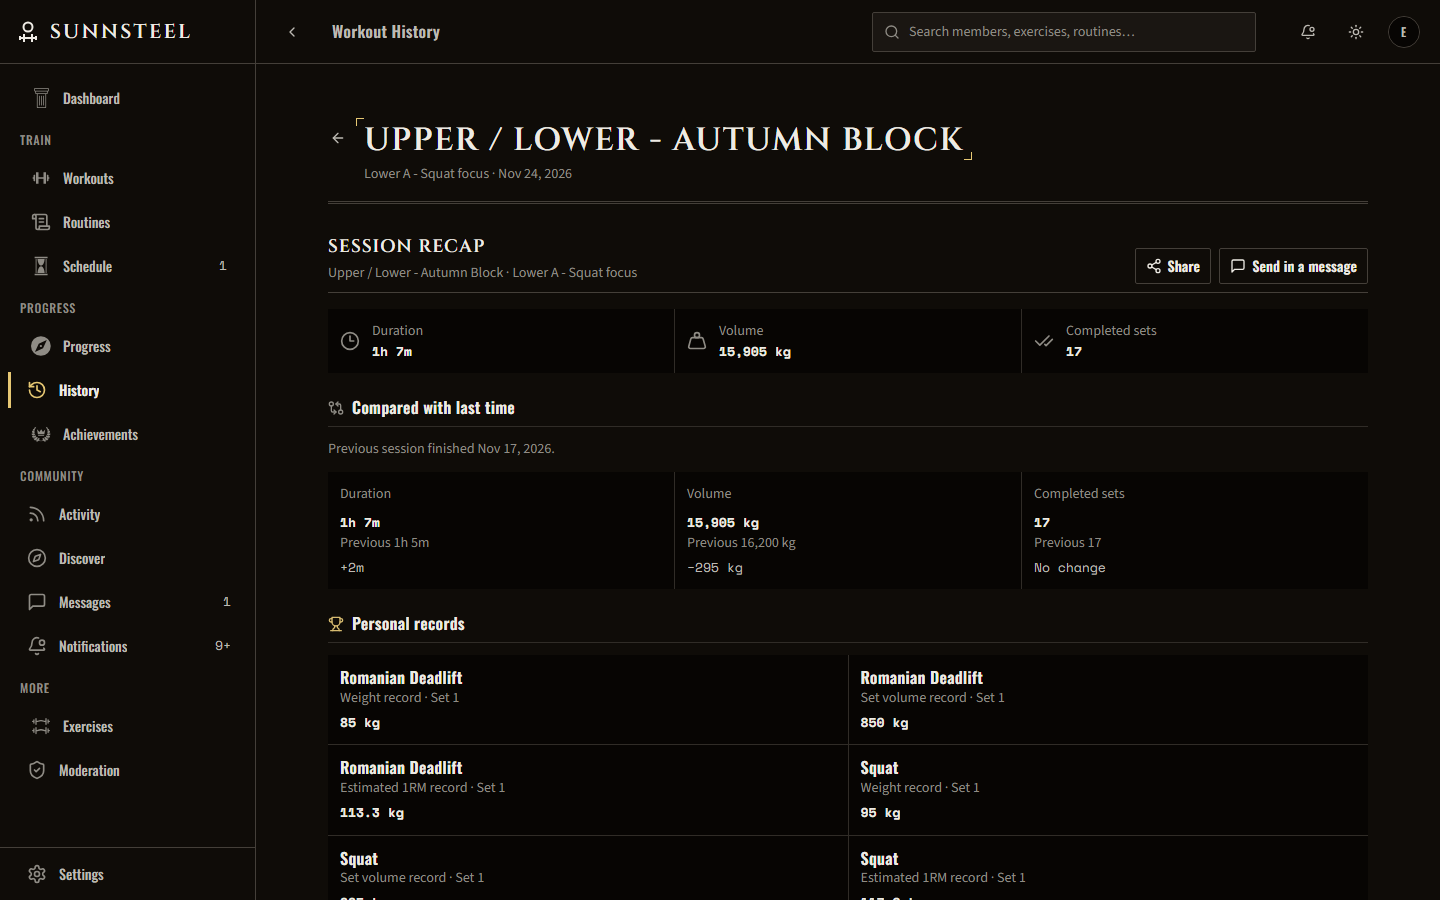 SUNNSTEEL
Workout History
Search members, exercises, routines…
E
Dashboard
TRAIN
Workouts
Routines
Schedule
1
PROGRESS
Progress
History
Achievements
COMMUNITY
Activity
Discover
Messages
1
Notifications
9+
MORE
Exercises
Moderation
Settings
UPPER / LOWER - AUTUMN BLOCK
Lower A - Squat focus · Nov 24, 2026
SESSION RECAP
Upper / Lower - Autumn Block · Lower A - Squat focus
Share
Send in a message
Duration
1h 7m
Volume
15,905 kg
Completed sets
17
Compared with last time
Previous session finished Nov 17, 2026.
Duration
1h 7m
Previous 1h 5m
+2m
Volume
15,905 kg
Previous 16,200 kg
−295 kg
Completed sets
17
Previous 17
No change
Personal records
Romanian Deadlift
Weight record · Set 1
85 kg
Romanian Deadlift
Set volume record · Set 1
850 kg
Romanian Deadlift
Estimated 1RM record · Set 1
113.3 kg
Squat
Weight record · Set 1
95 kg
Squat
Set volume record · Set 1
Squat
Estimated 1RM record · Set 1